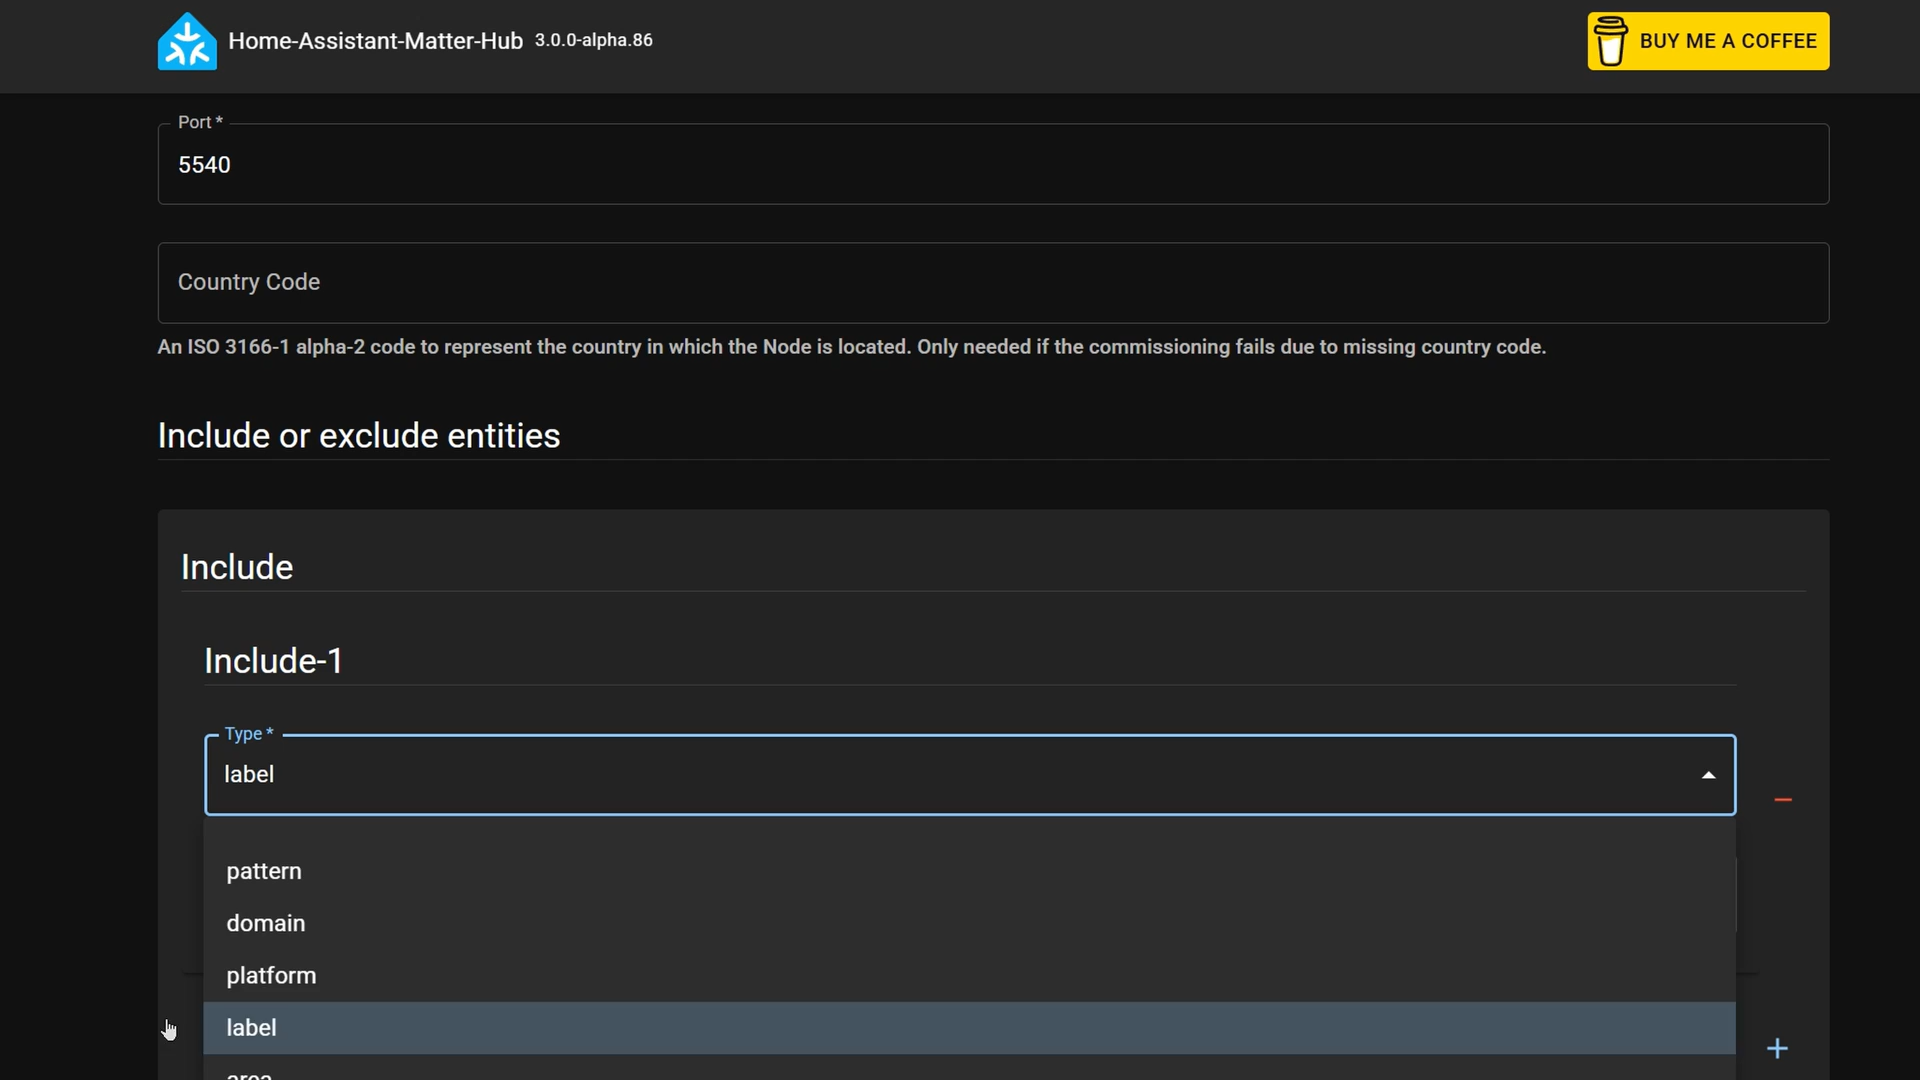 Home-Assistant-Matter-Hub 3.0.0-alpha.86
BUY ME A COFFEE
Port *
5540
Country Code
An ISO 3166-1 alpha-2 code to represent the country in which the Node is located. Only needed if the commissioning fails due to missing country code.
Include or exclude entities
Include
Include-1
Type *
label
pattern
domain
platform
label
area